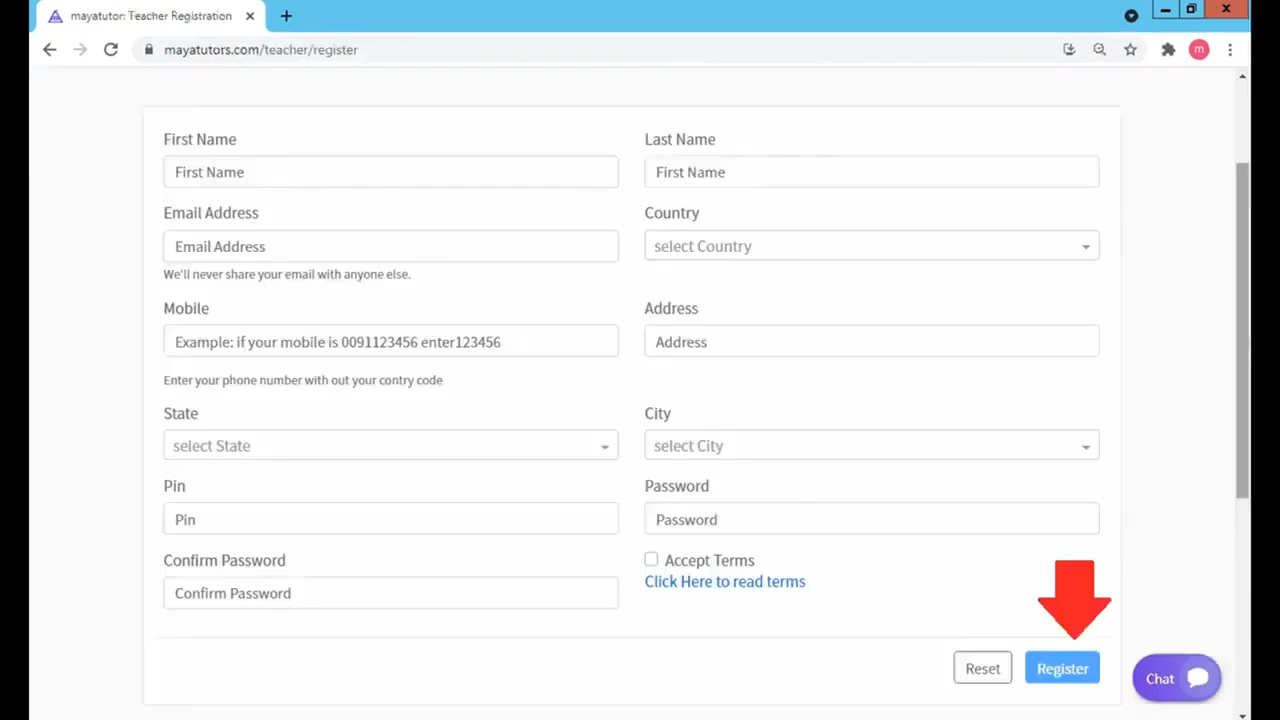 mayatutor: Teacher Registration
mayatutors.com/teacher/register
m
First Name
Last Name
First Name
First Name
Email Address
Country
Email Address
select Country
We'll never share your email with anyone else.
Mobile
Address
Example: if your mobile is 0091123456 enter123456
Address
Enter your phone number with out your contry code
State
City
select State
select City
Pin
Password
Pin
Password
Confirm Password
Accept Terms
Click Here to read terms
Confirm Password
Reset
Register
Chat